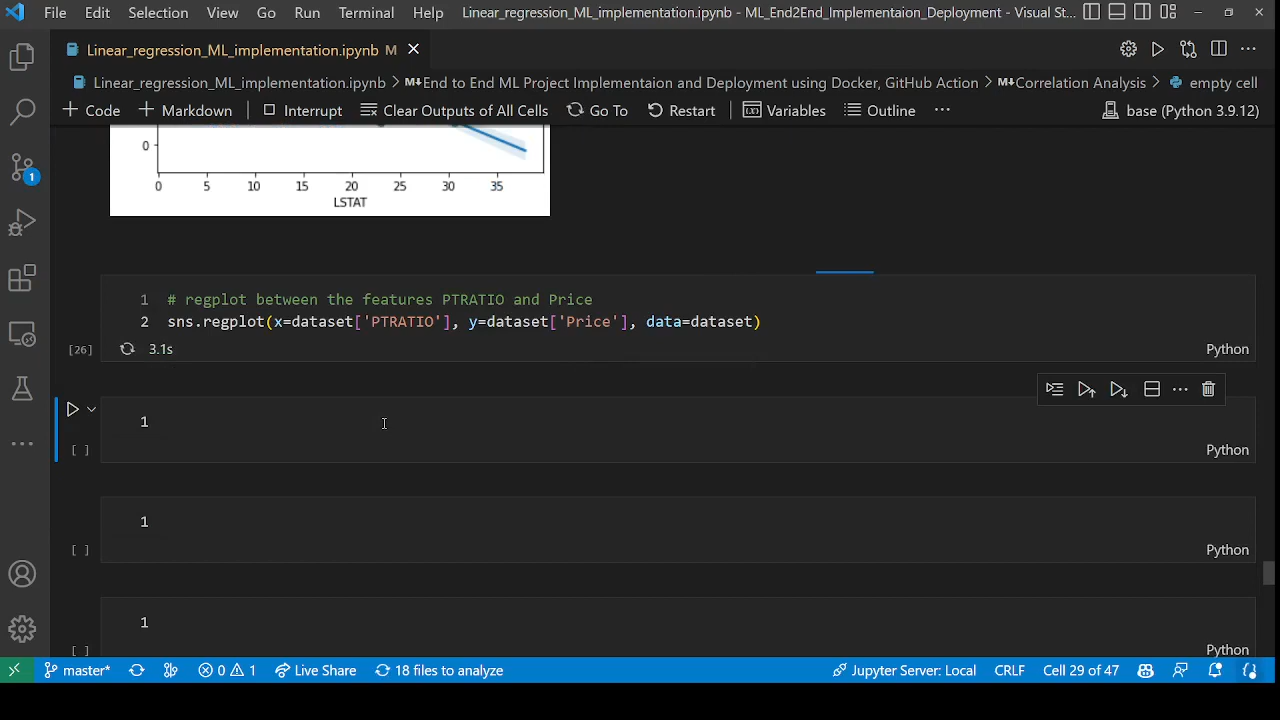 File Edit Selection View Go Run Terminal Help Linear_regression_ML_implementation.ipynb - ML_End2End_Implementaion_Deployment - Visual St...
Linear_regression_ML_implementation.ipynb M
Linear_regression_ML_implementation.ipynb > M↓End to End ML Project Implementaion and Deployment using Docker, GitHub Action > M↓Correlation Analysis > empty cell
+ Code + Markdown Interrupt Clear Outputs of All Cells Go To Restart Variables Outline ... base (Python 3.9.12)
0
0 5 10 15 20 25 30 35
LSTAT
1 # regplot between the features PTRATIO and Price
2 sns.regplot(x=dataset['PTRATIO'], y=dataset['Price'], data=dataset)
[26] 3.1s Python
1
[ ] Python
1
[ ] Python
1
[ ] Python
1
master* 0 1 Live Share 18 files to analyze Jupyter Server: Local CRLF Cell 29 of 47